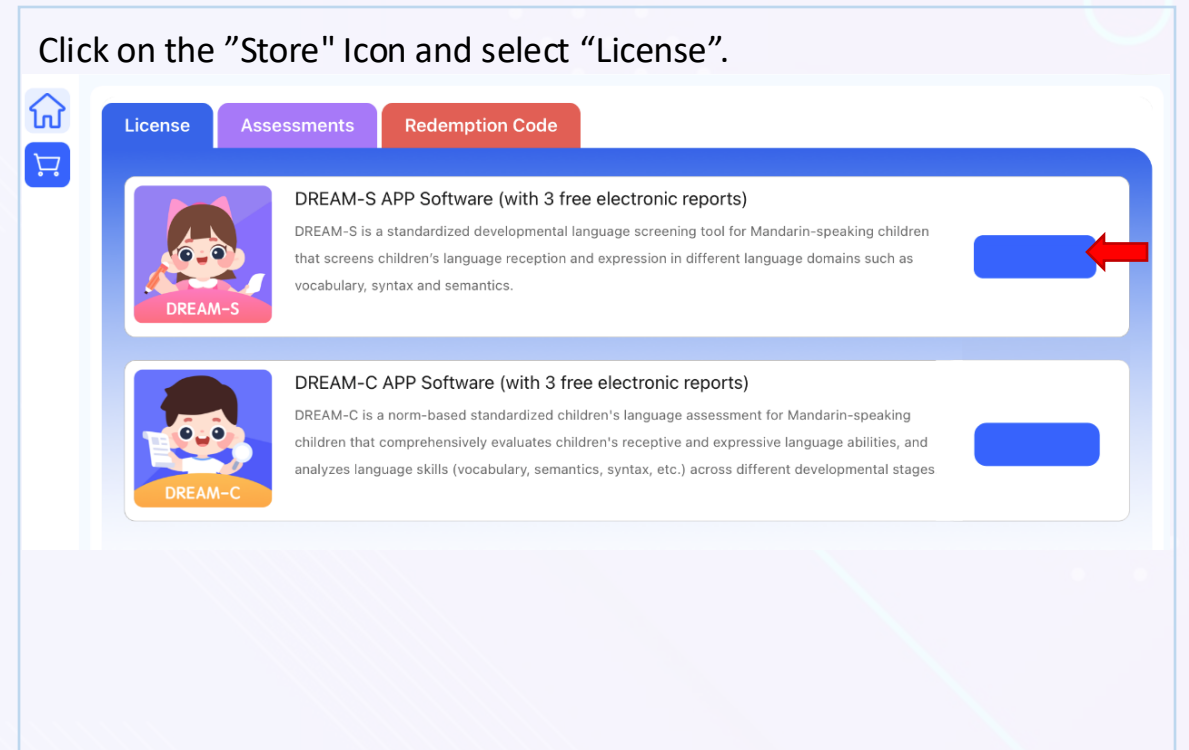 Click on the ”Store" Icon and select “License”.
License Assessments Redemption Code
DREAM-S APP Software (with 3 free electronic reports)
DREAM-S is a standardized developmental language screening tool for Mandarin-speaking children
that screens children's language reception and expression in different language domains such as
vocabulary, syntax and semantics.
DREAM-S
DREAM-C APP Software (with 3 free electronic reports)
DREAM-C is a norm-based standardized children's language assessment for Mandarin-speaking
children that comprehensively evaluates children's receptive and expressive language abilities, and
analyzes language skills (vocabulary, semantics, syntax, etc.) across different developmental stages
DREAM-C